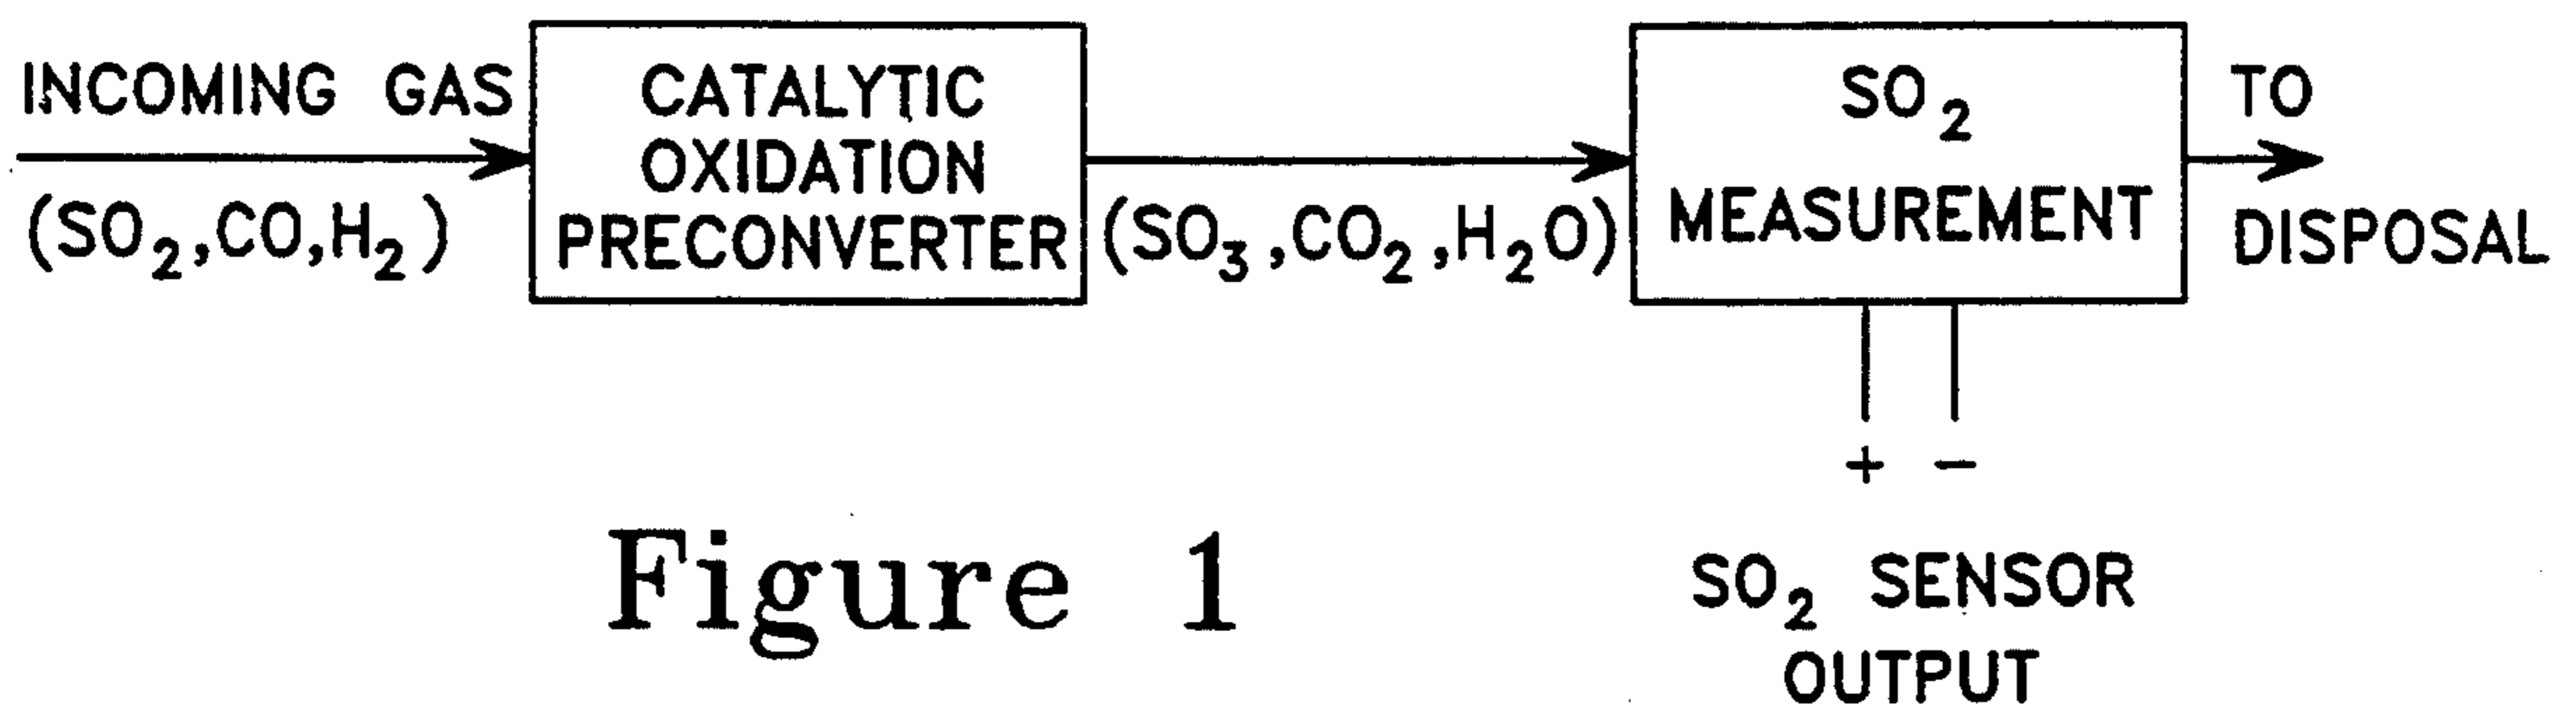 INCOMING GAS
(SO₂,CO,H₂)
CATALYTIC
OXIDATION
PRECONVERTER
(SO₃,CO₂,H₂O)
SO₂
MEASUREMENT
TO
DISPOSAL
+ −
SO₂ SENSOR
OUTPUT
Figure 1